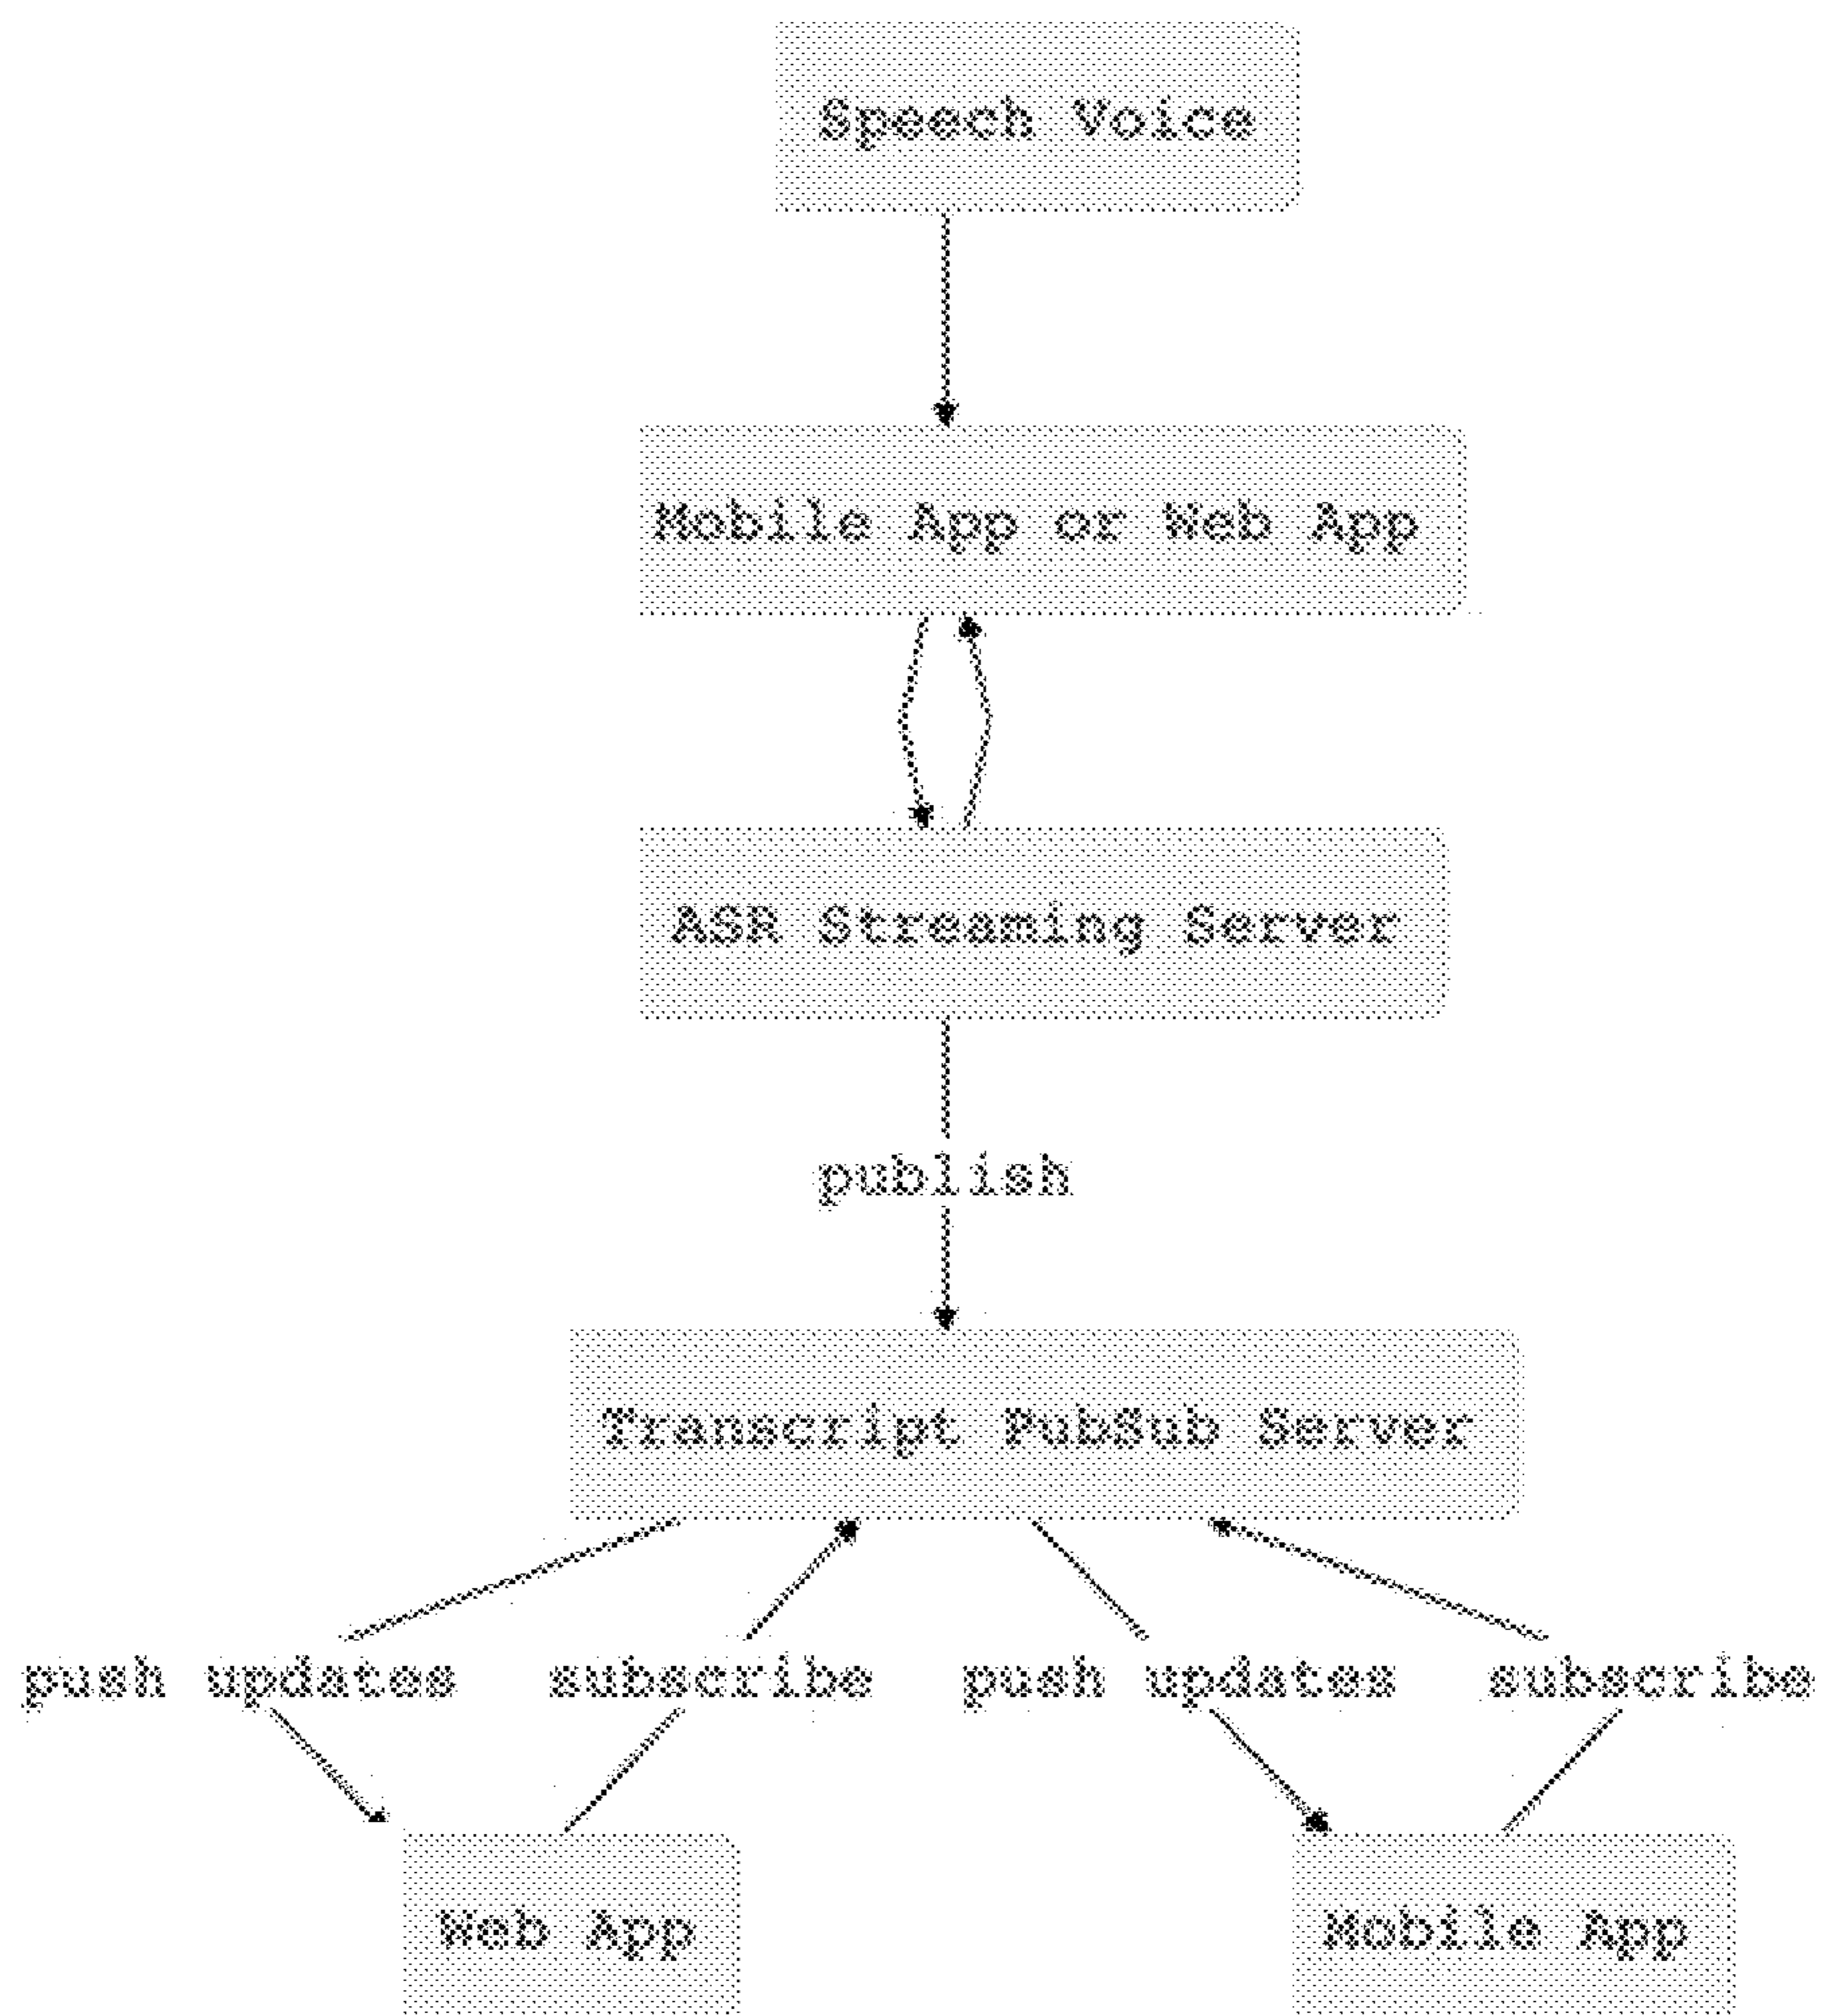 Speech Voice
Mobile App or Web App
ASR Streaming Server
publish
Transcript PubSub Server
push updates subscribe push updates subscribe
Web App Mobile App